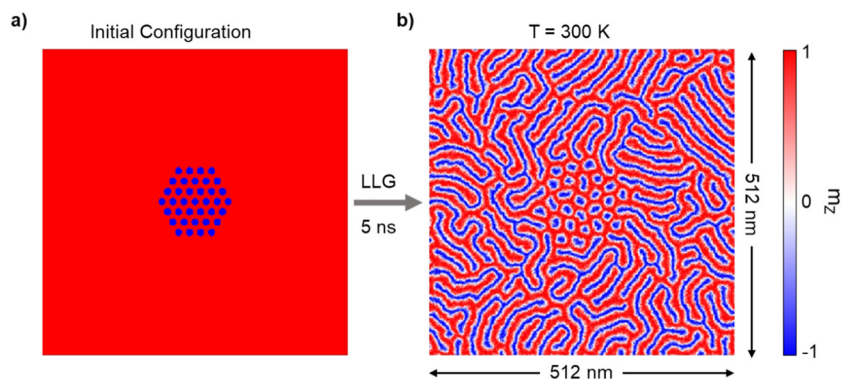 a)
Initial Configuration
LLG
5 ns
b)
T = 300 K
512 nm
512 nm
1
0
-1
m_z